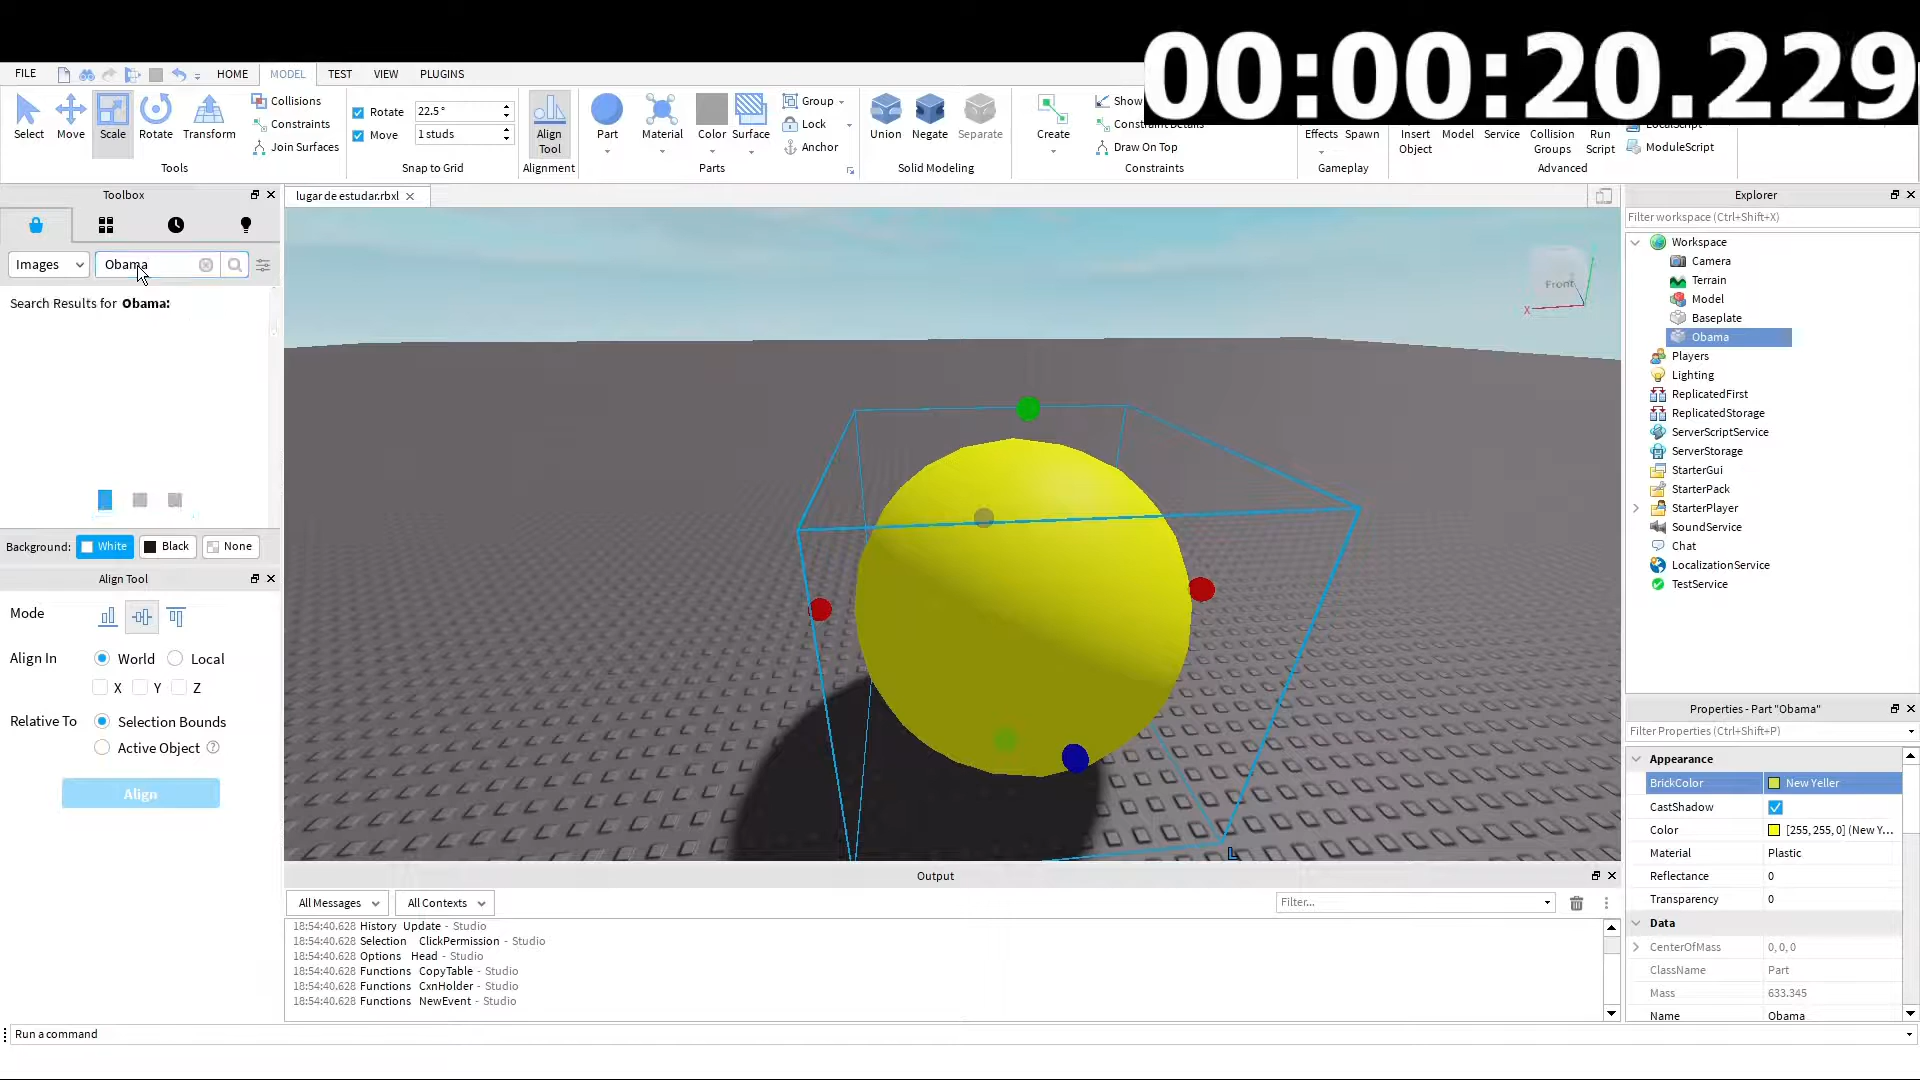 00:00:20.229
FILE
HOME
MODEL
TEST
VIEW
PLUGINS
Select
Move
Scale
Rotate
Transform
Collisions
Constraints
Join Surfaces
Tools
Rotate 22.5°
Move 1 studs
Snap to Grid
Align
Tool
Alignment
Part
Material
Color
Surface
Group
Lock
Anchor
Parts
Union
Negate
Separate
Solid Modeling
Create
Show
Constraint Details
Draw On Top
Constraints
Effects
Spawn
Gameplay
Insert
Object
Model
Service
Collision
Groups
Run
Script
LocalScript
ModuleScript
Advanced
Toolbox
Images
Obama
Search Results for Obama:
Background:
White
Black
None
Align Tool
Mode
Align In
World
Local
X
Y
Z
Relative To
Selection Bounds
Active Object
Align
lugar de estudar.rbxl
Front
X
L
Output
All Messages
All Contexts
Filter...
18:54:40.628 History Update - Studio
18:54:40.628 Selection ClickPermission - Studio
18:54:40.628 Options Head - Studio
18:54:40.628 Functions CopyTable - Studio
18:54:40.628 Functions CxnHolder - Studio
18:54:40.628 Functions NewEvent - Studio
Run a command
Explorer
Filter workspace (Ctrl+Shift+X)
Workspace
Camera
Terrain
Model
Baseplate
Obama
Players
Lighting
ReplicatedFirst
ReplicatedStorage
ServerScriptService
ServerStorage
StarterGui
StarterPack
StarterPlayer
SoundService
Chat
LocalizationService
TestService
Properties - Part "Obama"
Filter Properties (Ctrl+Shift+P)
Appearance
BrickColor New Yeller
CastShadow
Color [255, 255, 0] (New Y...
Material Plastic
Reflectance 0
Transparency 0
Data
CenterOfMass 0, 0, 0
ClassName Part
Mass 633.345
Name Obama